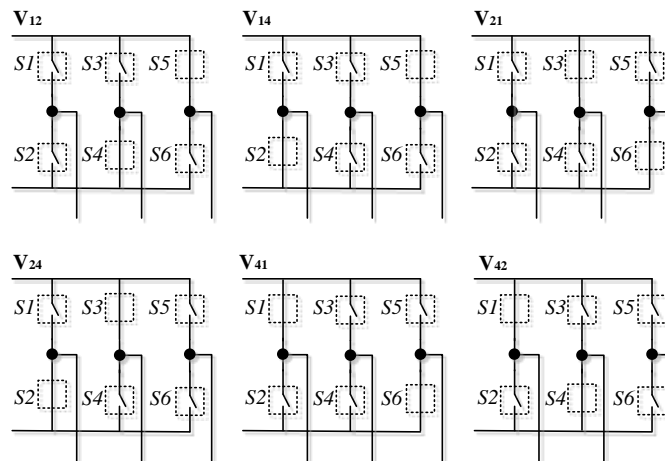 V12 V14 V21
S1 S3 S5 S1 S3 S5 S1 S3 S5
S2 S4 S6 S2 S4 S6 S2 S4 S6
V24 V41 V42
S1 S3 S5 S1 S3 S5 S1 S3 S5
S2 S4 S6 S2 S4 S6 S2 S4 S6